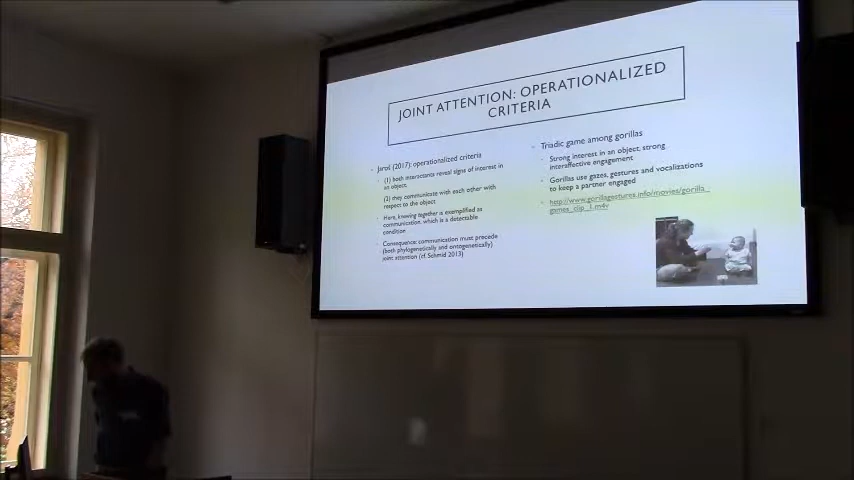 JOINT ATTENTION: OPERATIONALIZED
CRITERIA
Jarol (2017): operationalized criteria
(1) both interactants reveal signs of interest in
an object
(2) they communicate with each other with
respect to the object
Here, knowing together is exemplified as
communication, which is a detectable
condition
Consequence: communication must precede
(both phylogenetically and ontogenetically)
joint attention (cf. Schmid 2013)
Triadic game among gorillas
Strong interest in an object, strong
interaffective engagement
Gorillas use gazes, gestures and vocalizations
to keep a partner engaged
http://www.gorillagestures.info/movies/gorilla_
games_clip_1.m4v